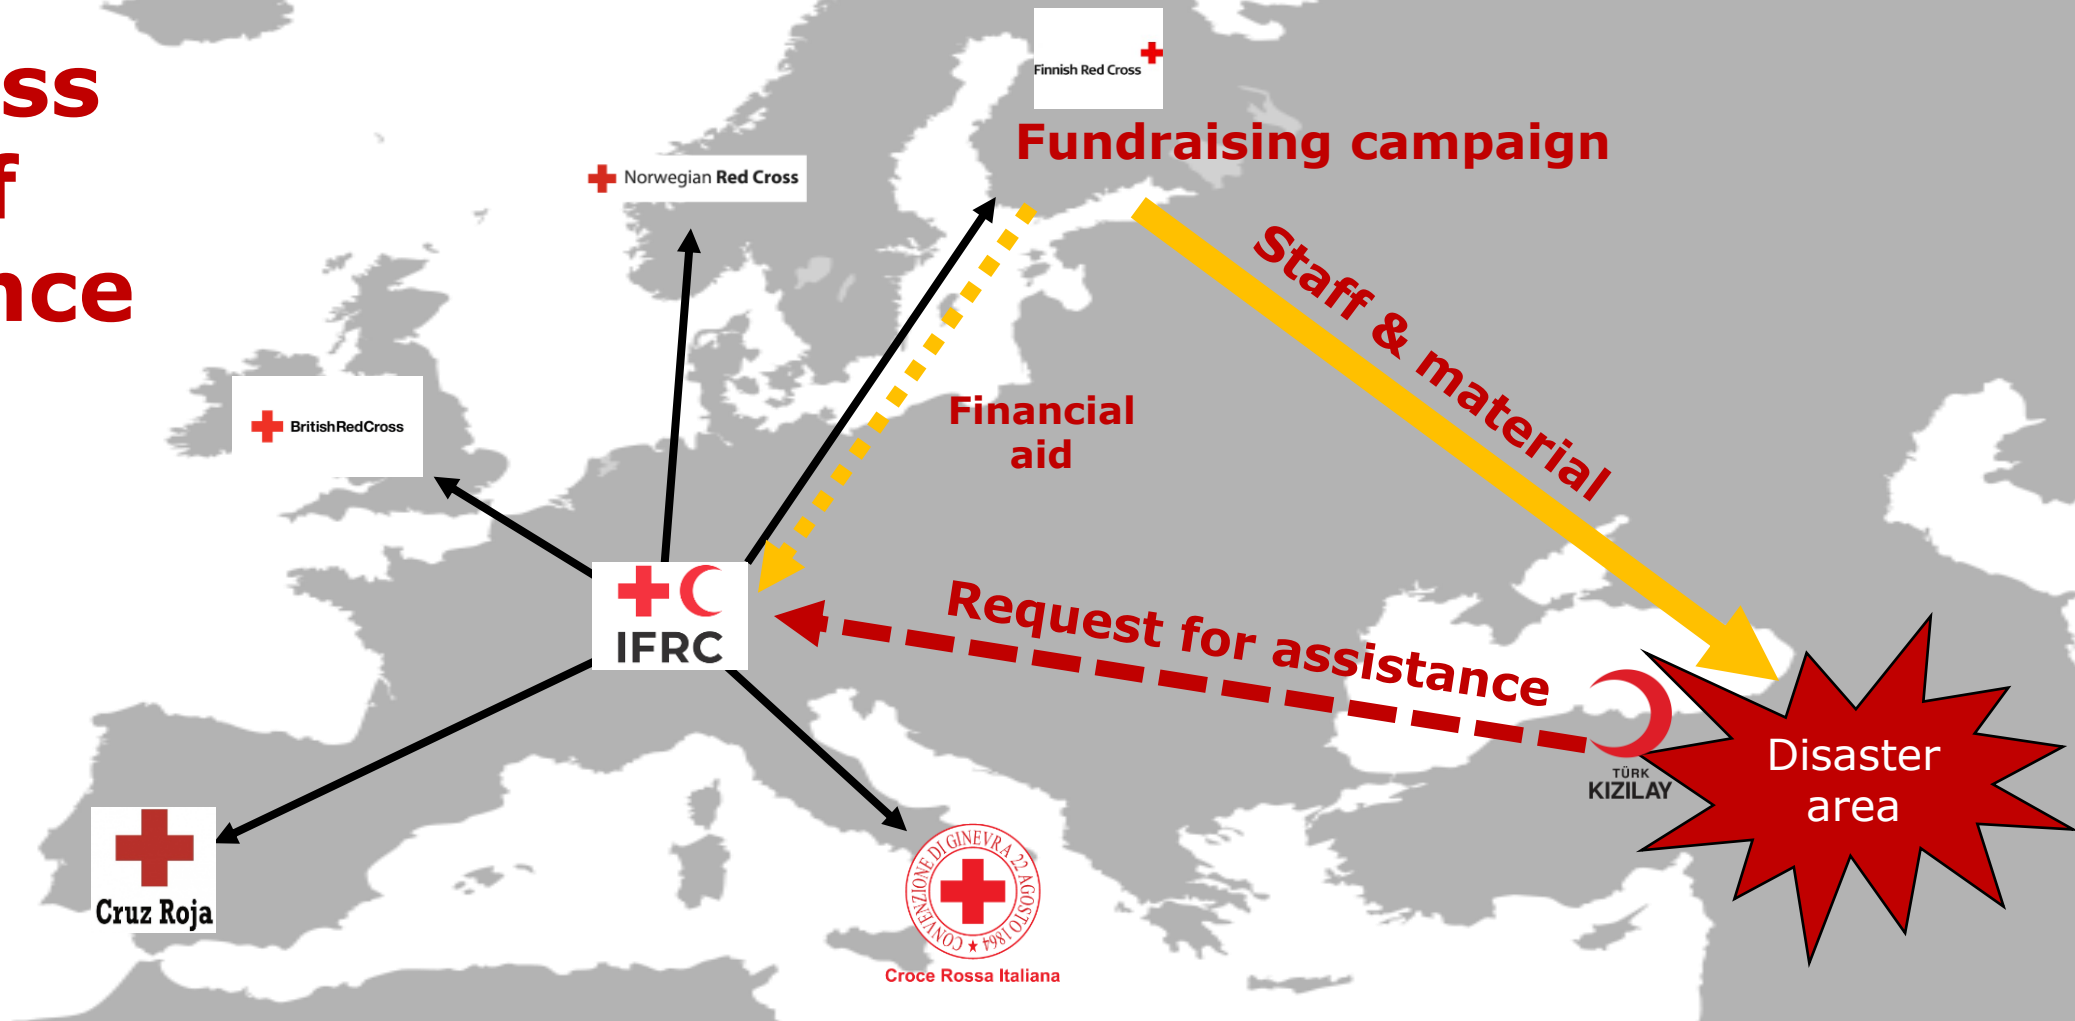 ss
f
nce
Finnish Red Cross
Fundraising campaign
Norwegian Red Cross
Staff & material
BritishRedCross
Financial
aid
IFRC
Request for assistance
TÜRK
KIZILAY
Disaster
area
Cruz Roja
CONVENZIONE DI GINEVRA 22 AGOSTO 1864
Croce Rossa Italiana